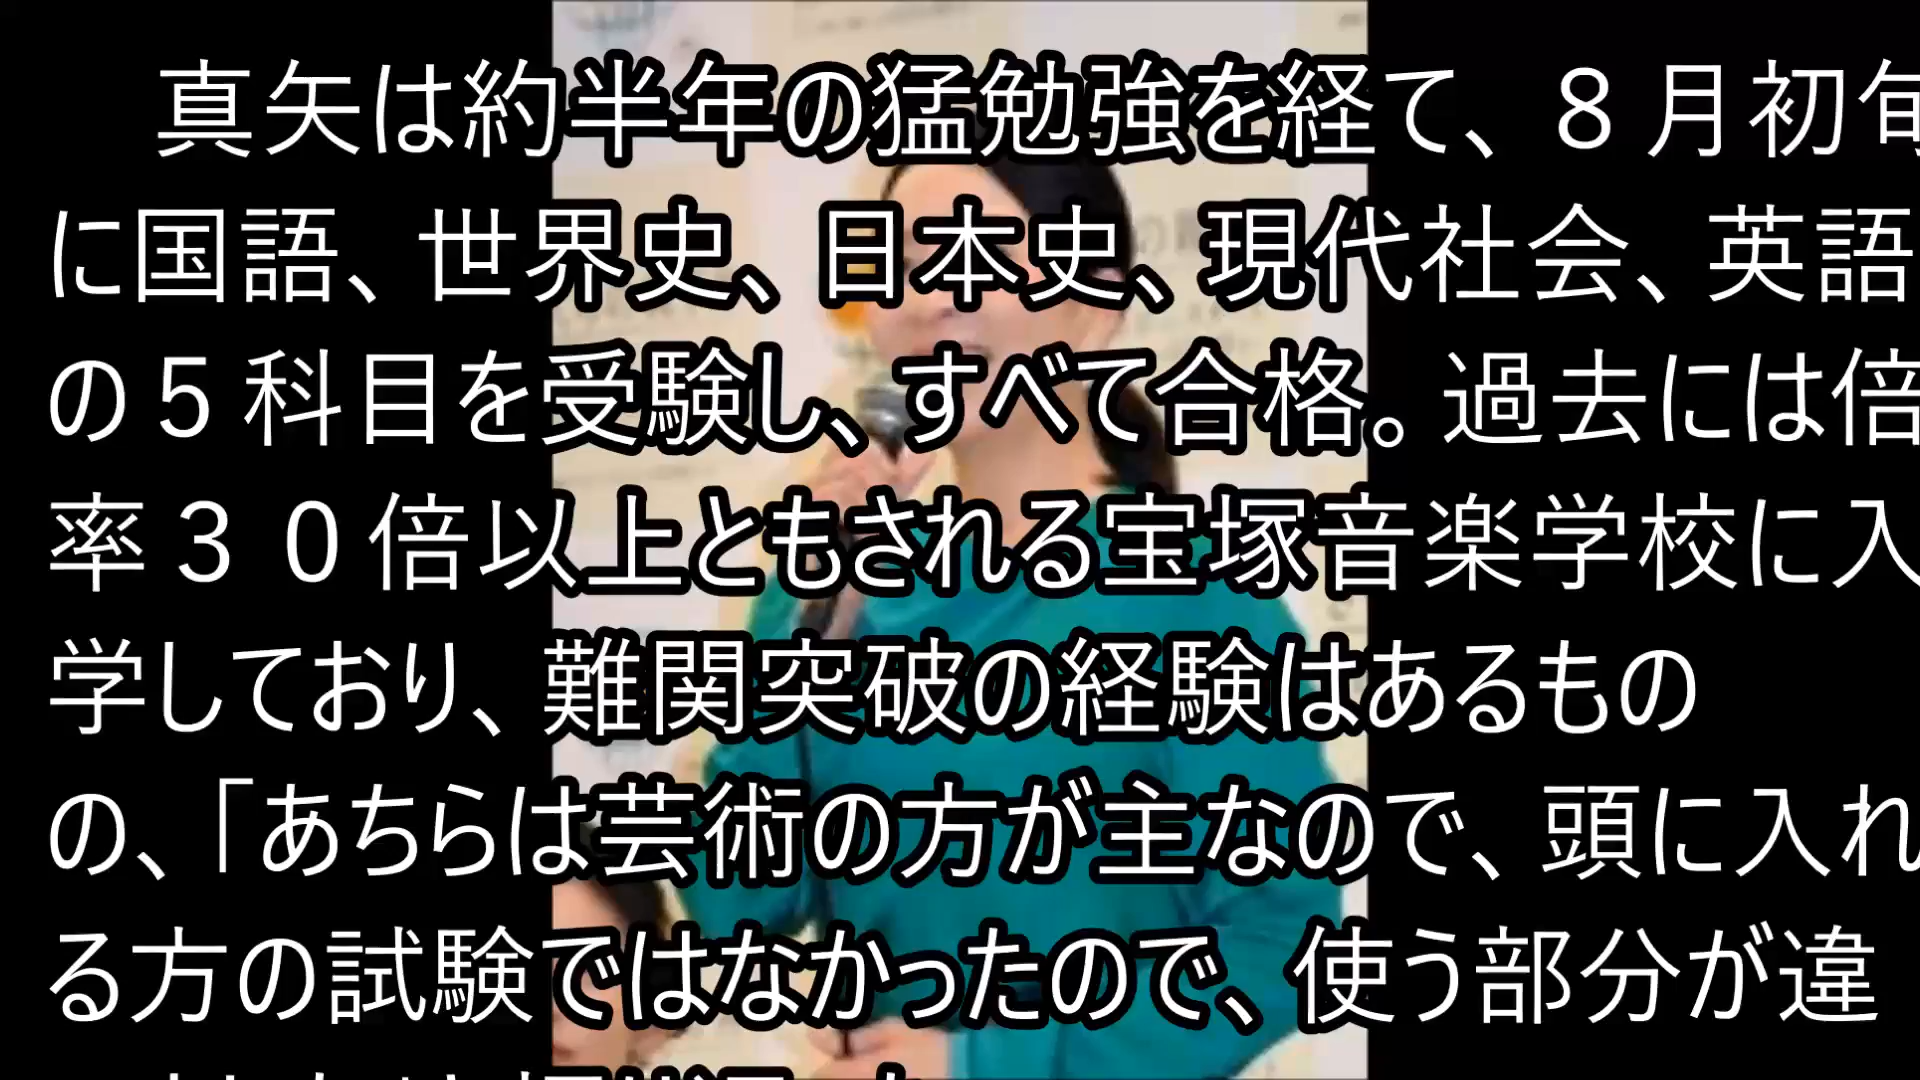 真矢は約半年の猛勉強を経て、８月初旬
に国語、世界史、日本史、現代社会、英語
の５科目を受験し、すべて合格。過去には倍
率３０倍以上ともされる宝塚音楽学校に入
学しており、難関突破の経験はあるもの
の、「あちらは芸術の方が主なので、頭に入れ
る方の試験ではなかったので、使う部分が違